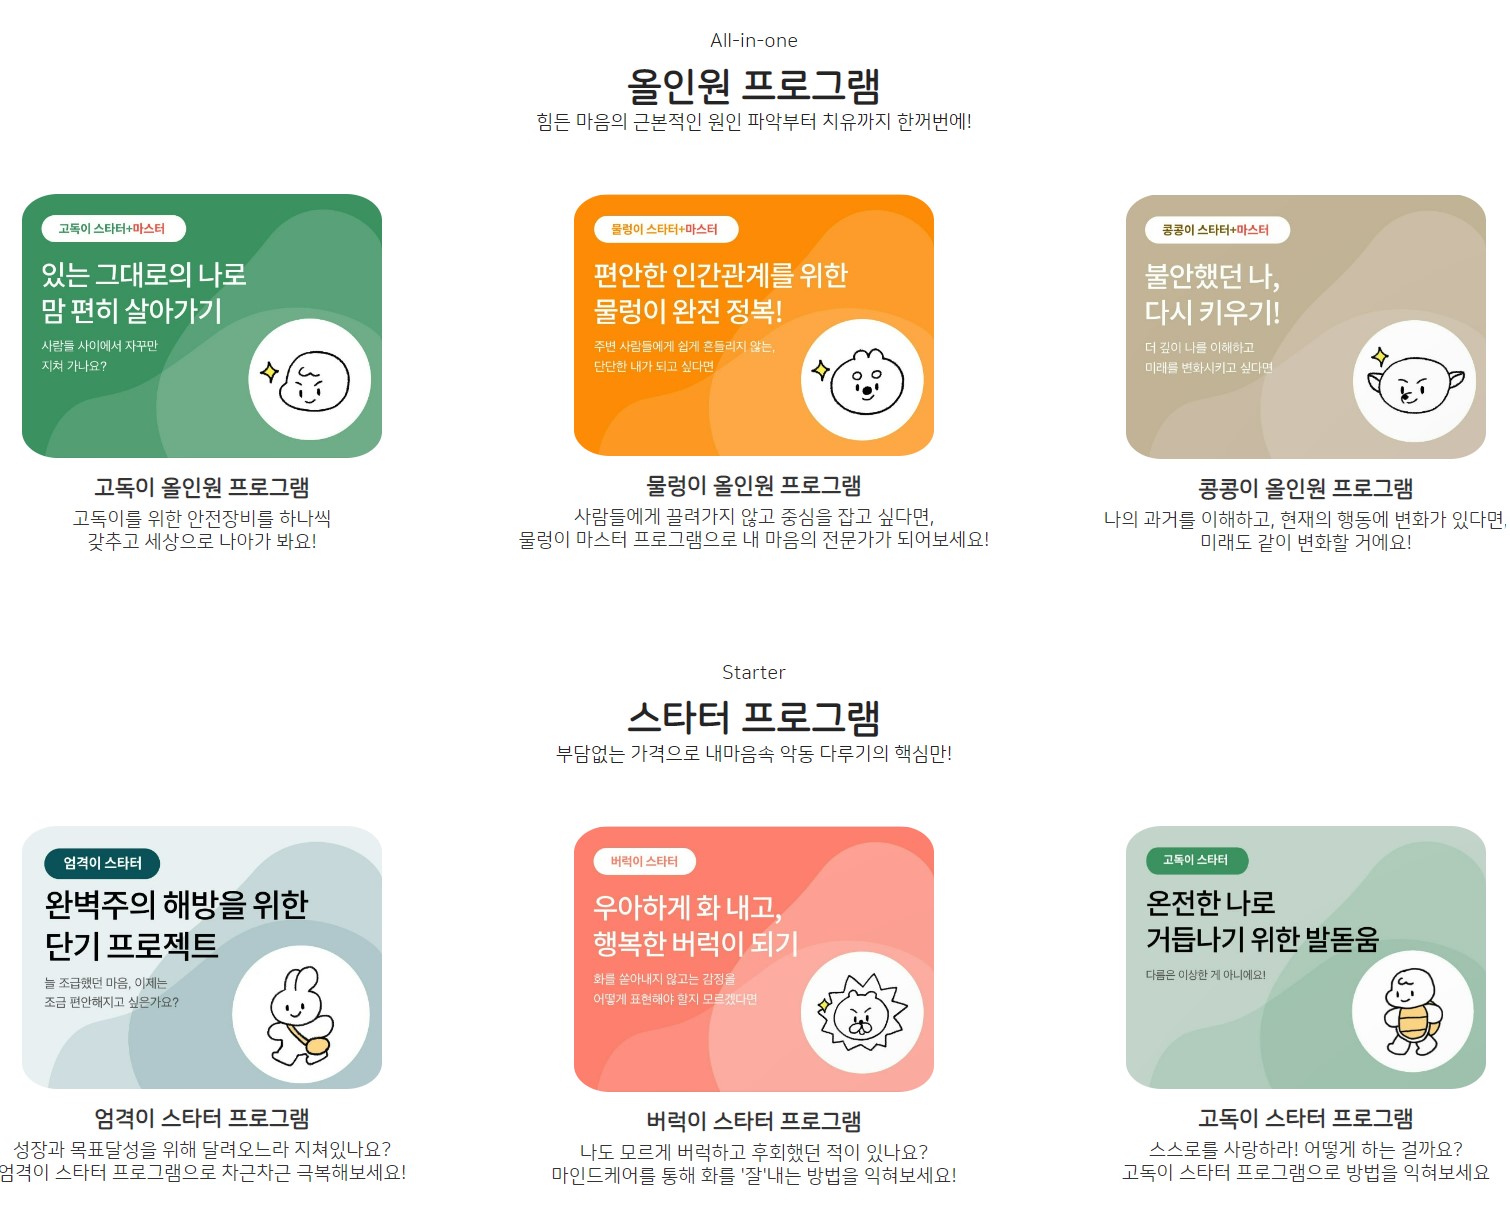 All-in-one
올인원 프로그램
힘든 마음의 근본적인 원인 파악부터 치유까지 한꺼번에!
고독이 스타터+마스터
있는 그대로의 나로
맘 편히 살아가기
사람들 사이에서 자꾸만
지쳐 가나요?
고독이 올인원 프로그램
고독이를 위한 안전장비를 하나씩
갖추고 세상으로 나아가 봐요!
물렁이 스타터+마스터
편안한 인간관계를 위한
물렁이 완전 정복!
주변 사람들에게 쉽게 흔들리지 않는,
단단한 내가 되고 싶다면
물렁이 올인원 프로그램
사람들에게 끌려가지 않고 중심을 잡고 싶다면,
물렁이 마스터 프로그램으로 내 마음의 전문가가 되어보세요!
콩콩이 스타터+마스터
불안했던 나,
다시 키우기!
더 깊이 나를 이해하고
미래를 변화시키고 싶다면
콩콩이 올인원 프로그램
나의 과거를 이해하고, 현재의 행동에 변화가 있다면,
미래도 같이 변화할 거에요!
Starter
스타터 프로그램
부담없는 가격으로 내마음속 악동 다루기의 핵심만!
엄격이 스타터
완벽주의 해방을 위한
단기 프로젝트
늘 조급했던 마음, 이제는
조금 편안해지고 싶은가요?
엄격이 스타터 프로그램
성장과 목표달성을 위해 달려오느라 지쳐있나요?
엄격이 스타터 프로그램으로 차근차근 극복해보세요!
버럭이 스타터
우아하게 화 내고,
행복한 버럭이 되기
화를 쏟아내지 않고는 감정을
어떻게 표현해야 할지 모르겠다면
버럭이 스타터 프로그램
나도 모르게 버럭하고 후회했던 적이 있나요?
마인드케어를 통해 화를 '잘'내는 방법을 익혀보세요!
고독이 스타터
온전한 나로
거듭나기 위한 발돋움
다름은 이상한 게 아니에요!
고독이 스타터 프로그램
스스로를 사랑하라! 어떻게 하는 걸까요?
고독이 스타터 프로그램으로 방법을 익혀보세요